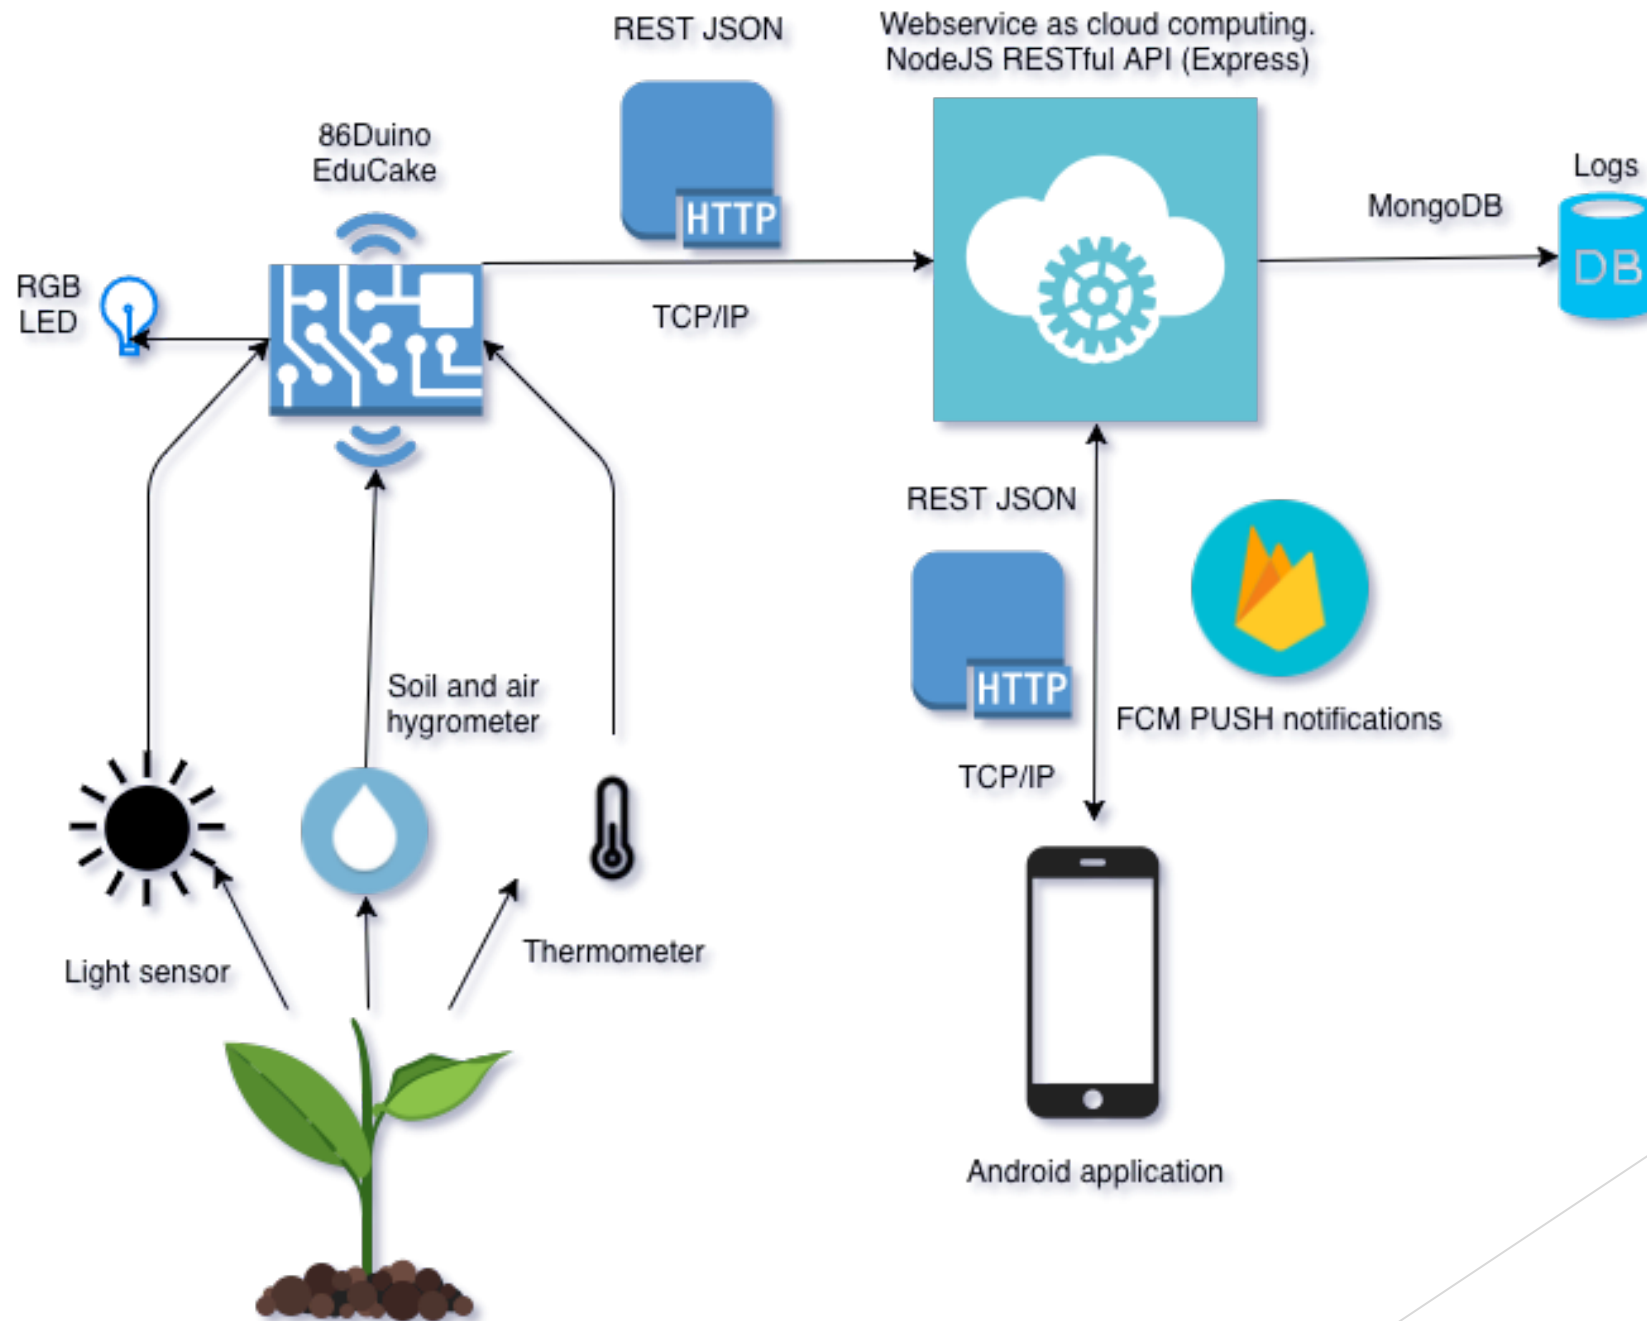 REST JSON
Webservice as cloud computing.
NodeJS RESTful API (Express)
86Duino
EduCake
HTTP
Logs
MongoDB
DB
RGB
LED
TCP/IP
REST JSON
HTTP
Soil and air
hygrometer
FCM PUSH notifications
TCP/IP
Thermometer
Light sensor
Android application